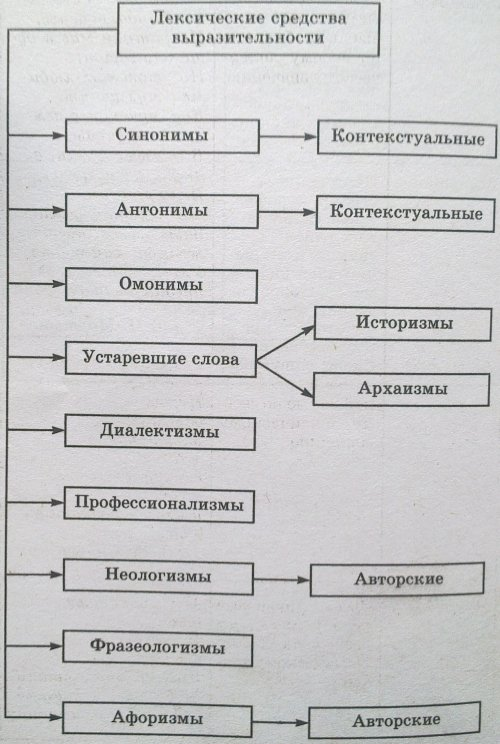 Лексические средства
выразительности
Синонимы
Контекстуальные
Антонимы
Контекстуальные
Омонимы
Историзмы
Устаревшие слова
Архаизмы
Диалектизмы
Профессионализмы
Неологизмы
Авторские
Фразеологизмы
Афоризмы
Авторские